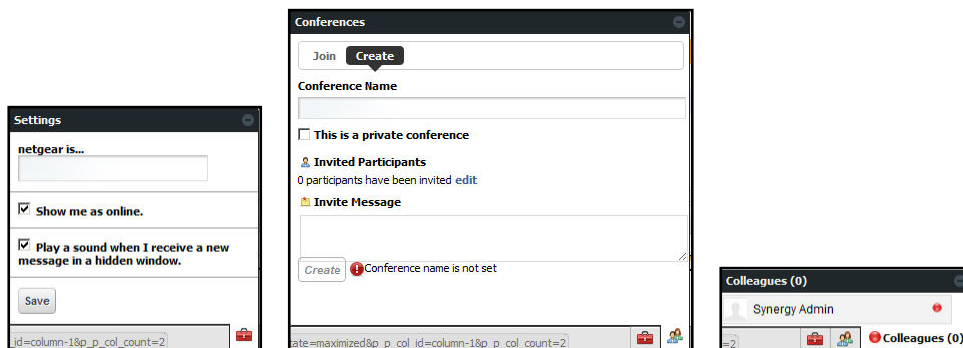 Settings
netgear is...
Show me as online.
Play a sound when I receive a new
message in a hidden window.
Save
id=column-1&p_p_col_count=2
Conferences
Join Create
Conference Name
This is a private conference
Invited Participants
0 participants have been invited edit
Invite Message
Create Conference name is not set
tate=maximized&p_p_col_id=column-1&p_p_col_count=2
Colleagues (0)
Synergy Admin
=2
Colleagues (0)